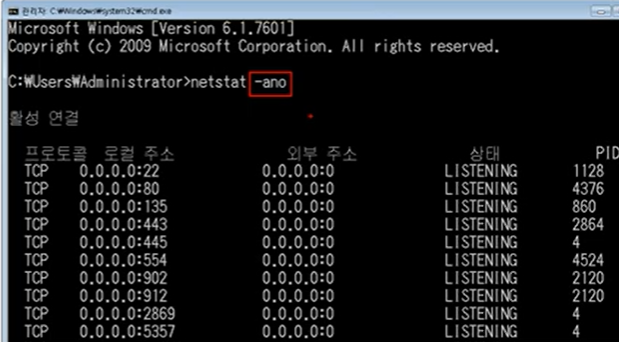 관리자: C:₩Windows₩system32₩cmd.exe
Microsoft Windows [Version 6.1.7601]
Copyright (c) 2009 Microsoft Corporation. All rights reserved.
C:₩Users₩Administrator>netstat -ano
활성 연결
프로토콜 로컬 주소 외부 주소 상태 PID
TCP 0.0.0.0:22 0.0.0.0:0 LISTENING 1128
TCP 0.0.0.0:80 0.0.0.0:0 LISTENING 4376
TCP 0.0.0.0:135 0.0.0.0:0 LISTENING 860
TCP 0.0.0.0:443 0.0.0.0:0 LISTENING 2864
TCP 0.0.0.0:445 0.0.0.0:0 LISTENING 4
TCP 0.0.0.0:554 0.0.0.0:0 LISTENING 4524
TCP 0.0.0.0:902 0.0.0.0:0 LISTENING 2120
TCP 0.0.0.0:912 0.0.0.0:0 LISTENING 2120
TCP 0.0.0.0:2869 0.0.0.0:0 LISTENING 4
TCP 0.0.0.0:5357 0.0.0.0:0 LISTENING 4